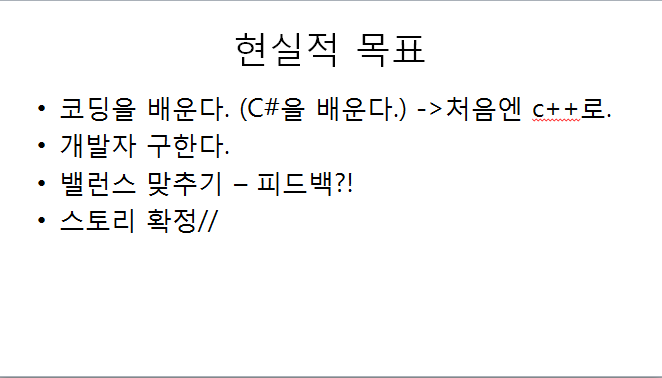 현실적 목표
• 코딩을 배운다. (C#을 배운다.) ->처음엔 c++로.
• 개발자 구한다.
• 밸런스 맞추기 – 피드백?!
• 스토리 확정//